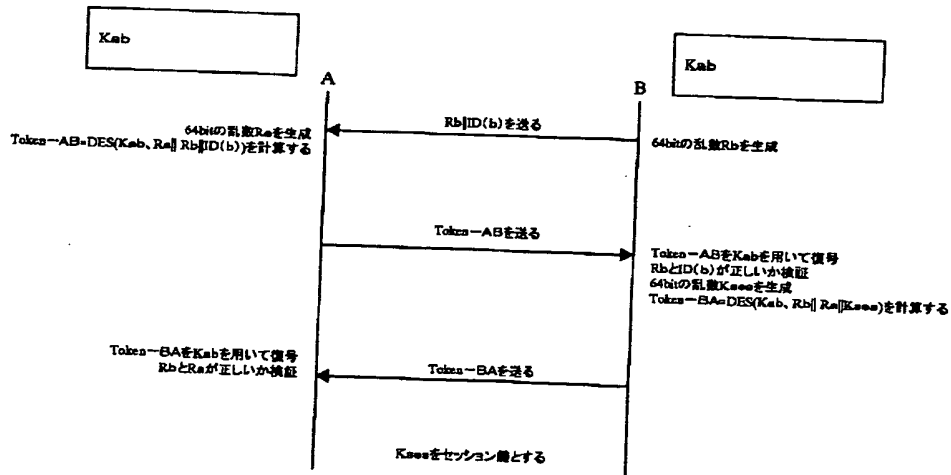 Kab
Kab
A
B
Rb||ID(b)を送る
64bitの乱数Raを生成
Token-AB=DES(Kab、Ra|| Rb||ID(b))を計算する
64bitの乱数Rbを生成
Token-ABを送る
Token-ABをKabを用いて復号
RbとID(b)が正しいか検証
64bitの乱数Ksesを生成
Token-BA=DES(Kab、Rb|| Ra||Kses)を計算する
Token-BAをKabを用いて復号
RbとRaが正しいか検証
Token-BAを送る
Ksesをセッション鍵とする